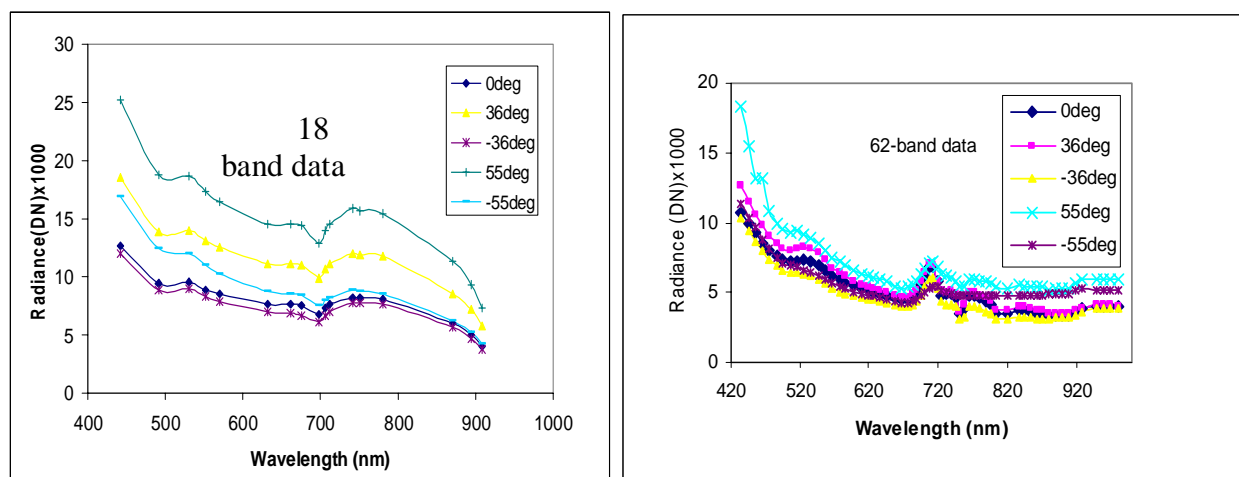 30
25
20
15
10
5
0
Radiance(DN)x1000
18
band data
0deg
36deg
-36deg
55deg
-55deg
400 500 600 700 800 900 1000
Wavelength (nm)
20
15
10
5
0
Radiance (DN)x1000
62-band data
0deg
36deg
-36deg
55deg
-55deg
420 520 620 720 820 920
Wavelength (nm)